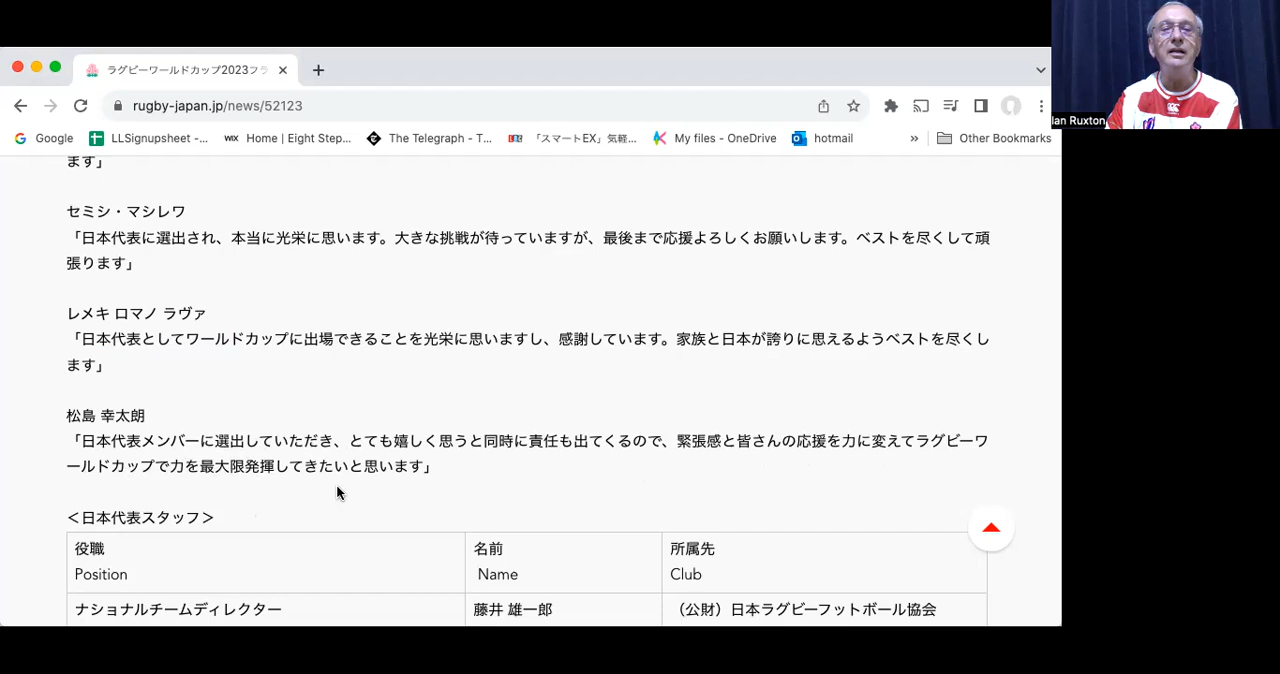 ラグビーワールドカップ2023フラ
rugby-japan.jp/news/52123
Google LLSignupsheet -... WIX Home | Eight Step... The Telegraph - T... 「スマートEX」気軽... My files - OneDrive hotmail » Other Bookmarks
Ian Ruxton
ます」
セミシ・マシレワ
「日本代表に選出され、本当に光栄に思います。大きな挑戦が待っていますが、最後まで応援よろしくお願いします。ベストを尽くして頑
張ります」
レメキ ロマノ ラヴァ
「日本代表としてワールドカップに出場できることを光栄に思いますし、感謝しています。家族と日本が誇りに思えるようベストを尽くし
ます」
松島 幸太朗
「日本代表メンバーに選出していただき、とても嬉しく思うと同時に責任も出てくるので、緊張感と皆さんの応援を力に変えてラグビーワ
ールドカップで力を最大限発揮してきたいと思います」
＜日本代表スタッフ＞
役職 名前 所属先
Position Name Club
ナショナルチームディレクター 藤井 雄一郎 （公財）日本ラグビーフットボール協会